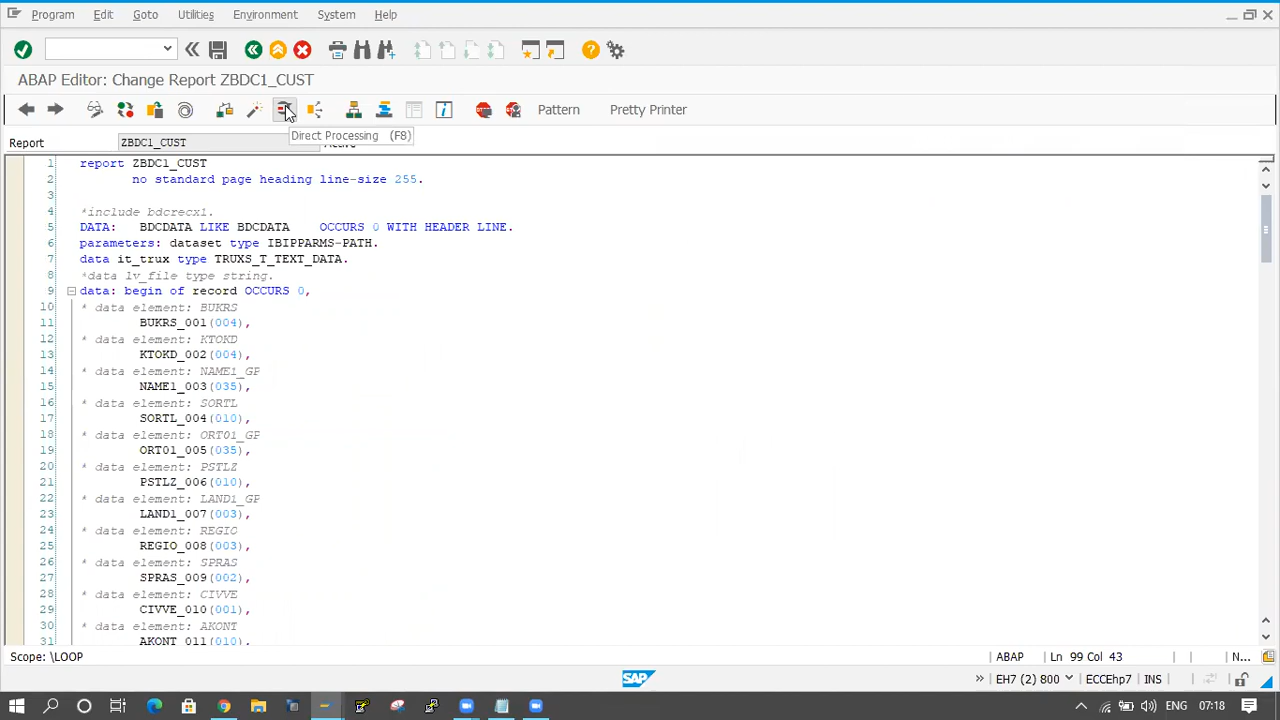 Program Edit Goto Utilities Environment System Help
ABAP Editor: Change Report ZBDC1_CUST
Pattern Pretty Printer
Direct Processing (F8)
Report ZBDC1_CUST
1 report ZBDC1_CUST
2 no standard page heading line-size 255.
3
4 *include bdcrecx1.
5 DATA: BDCDATA LIKE BDCDATA OCCURS 0 WITH HEADER LINE.
6 parameters: dataset type IBIPPARMS-PATH.
7 data it_trux type TRUXS_T_TEXT_DATA.
8 *data lv_file type string.
9 data: begin of record OCCURS 0,
10 * data element: BUKRS
11 BUKRS_001(004),
12 * data element: KTOKD
13 KTOKD_002(004),
14 * data element: NAME1_GP
15 NAME1_003(035),
16 * data element: SORTL
17 SORTL_004(010),
18 * data element: ORT01_GP
19 ORT01_005(035),
20 * data element: PSTLZ
21 PSTLZ_006(010),
22 * data element: LAND1_GP
23 LAND1_007(003),
24 * data element: REGIO
25 REGIO_008(003),
26 * data element: SPRAS
27 SPRAS_009(002),
28 * data element: CIVVE
29 CIVVE_010(001),
30 * data element: AKONT
31 AKONT_011(010),
Scope: \LOOP ABAP Ln 99 Col 43 N...
SAP » EH7 (2) 800 ECCEhp7 INS
ENG 07:18